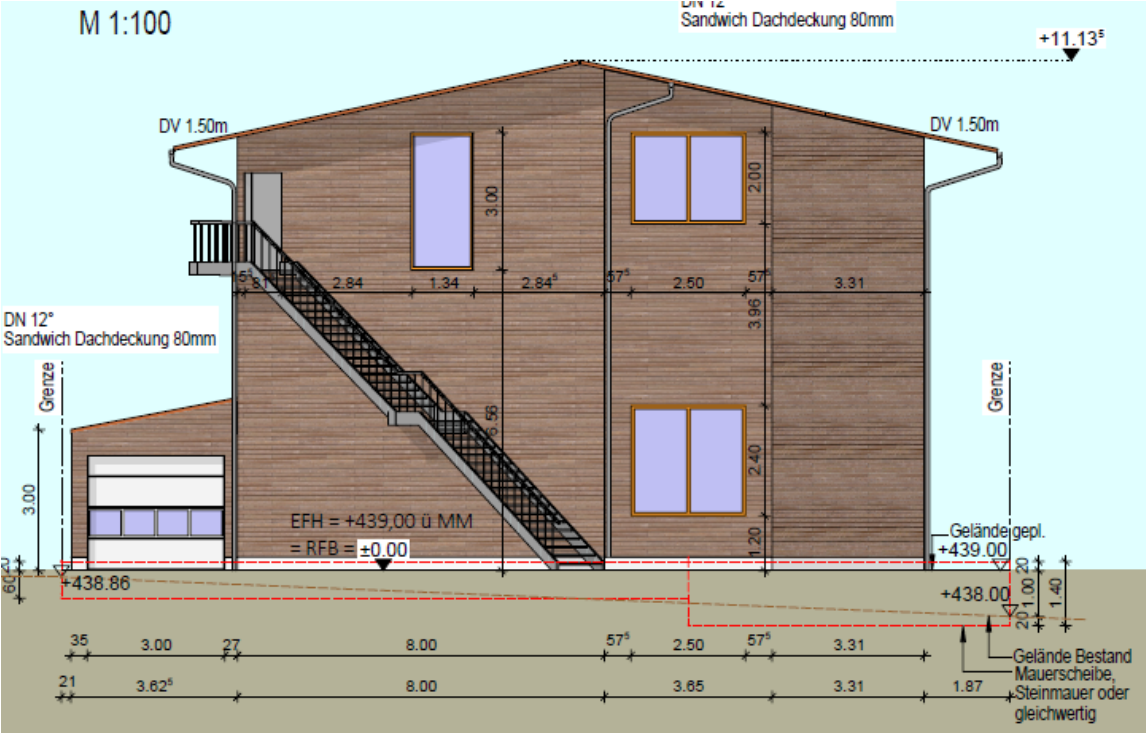 M 1:100
DN 12°
Sandwich Dachdeckung 80mm
+11.13⁵
DV 1.50m
DV 1.50m
3.00
2.00
5⁵
81
2.84
1.34
2.84⁵
57⁵
2.50
57⁵
3.31
3.96
DN 12°
Sandwich Dachdeckung 80mm
Grenze
Grenze
6.56
2.40
3.00
EFH = +439,00 ü MM
= RFB = ±0.00
1.20
Gelände gepl.
+439.00
20
60
+438.86
+438.00
20
1.00
1.40
20
35
3.00
27
8.00
57⁵
2.50
57⁵
3.31
Gelände Bestand
Mauerscheibe,
Steinmauer oder
gleichwertig
21
3.62⁵
8.00
3.65
3.31
1.87